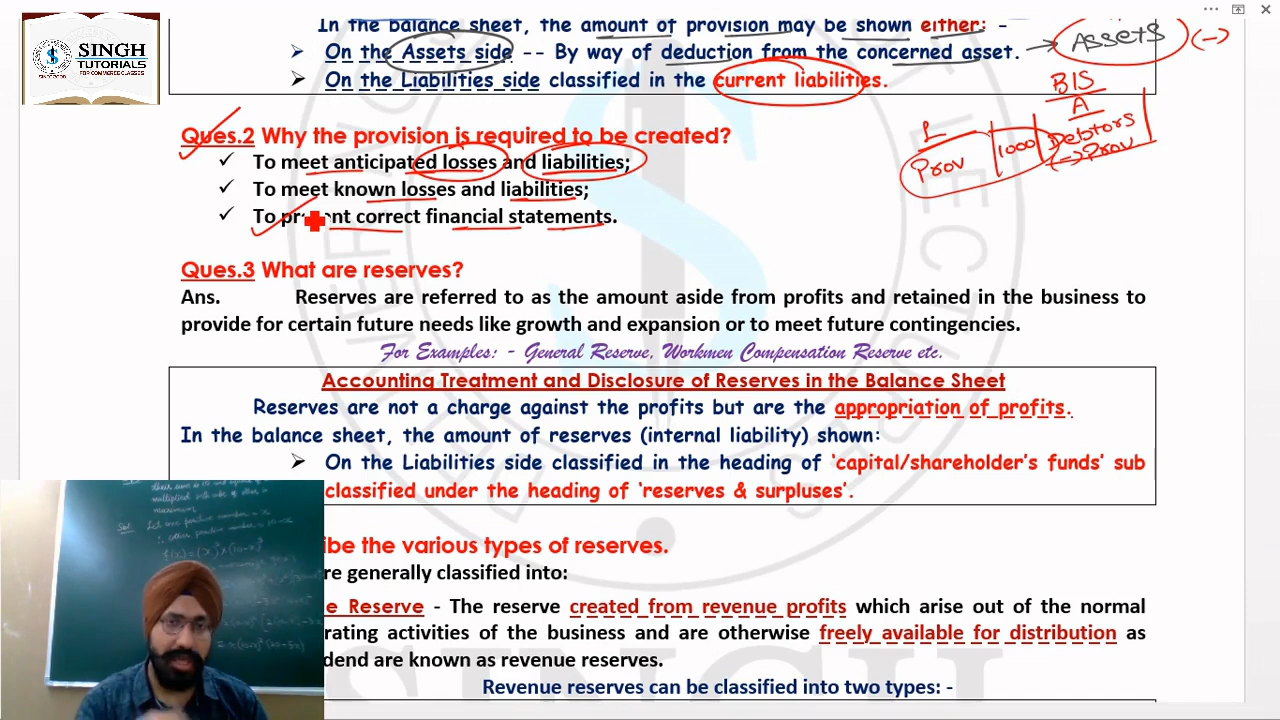 In the balance sheet, the amount of provision may be shown either: -
➤ On the Assets side -- By way of deduction from the concerned asset.
→ Assets (-)
➤ On the Liabilities side classified in the current liabilities.
SINGH
TUTORIALS
FOR COMMERCE CLASSES
B/S
L A
Prov 1000 Debtors
(-) Prov
Ques.2 Why the provision is required to be created?
✓ To meet anticipated losses and liabilities;
✓ To meet known losses and liabilities;
✓ To nt correct financial statements.
Ques.3 What are reserves?
Ans. Reserves are referred to as the amount aside from profits and retained in the business to
provide for certain future needs like growth and expansion or to meet future contingencies.
For Examples: - General Reserve, Workmen Compensation Reserve etc.
Accounting Treatment and Disclosure of Reserves in the Balance Sheet
Reserves are not a charge against the profits but are the appropriation of profits.
In the balance sheet, the amount of reserves (internal liability) shown:
➤ On the Liabilities side classified in the heading of ‘capital/shareholder’s funds’ sub
classified under the heading of ‘reserves & surpluses’.
ibe the various types of reserves.
re generally classified into:
e Reserve - The reserve created from revenue profits which arise out of the normal
rating activities of the business and are otherwise freely available for distribution as
dend are known as revenue reserves.
Revenue reserves can be classified into two types: -